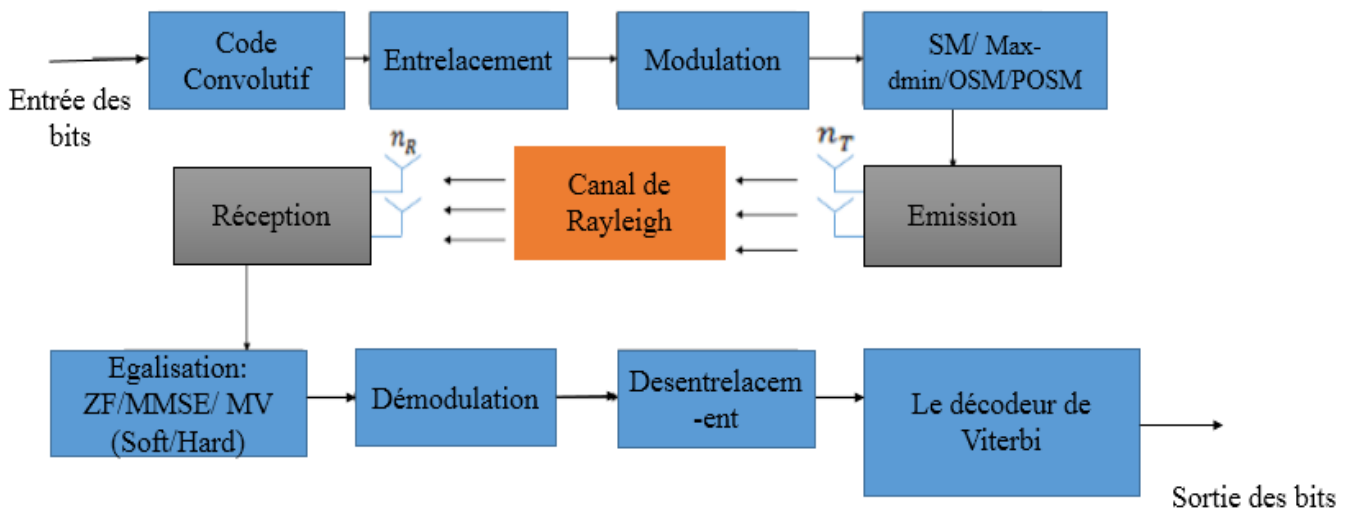 Code
Convolutif
Entrelacement
Modulation
SM/ Max-
dmin/OSM/POSM
Entrée des
bits
n_R
n_T
Réception
Canal de
Rayleigh
Emission
Egalisation:
ZF/MMSE/ MV
(Soft/Hard)
Démodulation
Desentrelacem
-ent
Le décodeur de
Viterbi
Sortie des bits